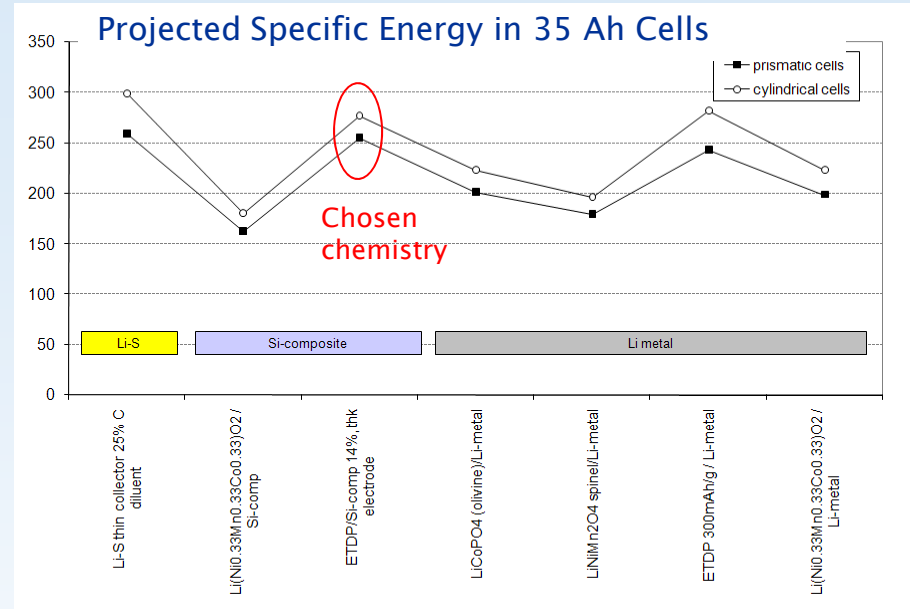 Projected Specific Energy in 35 Ah Cells
350
300
250
200
150
100
50
0
prismatic cells
cylindrical cells
Chosen
chemistry
Li-S
Si-composite
Li metal
Li-S thin collector 25% C
diluent
Li(Ni0.33Mn0.33Co0.33)O2 /
Si-comp
ETDP/Si-comp 14%, thk
electrode
LiCoPO4 (olivine)/Li-metal
LiNiMn2O4 spinel/Li-metal
ETDP 300mAh/g / Li-metal
Li(Ni0.33Mn0.33Co0.33)O2 /
Li-metal